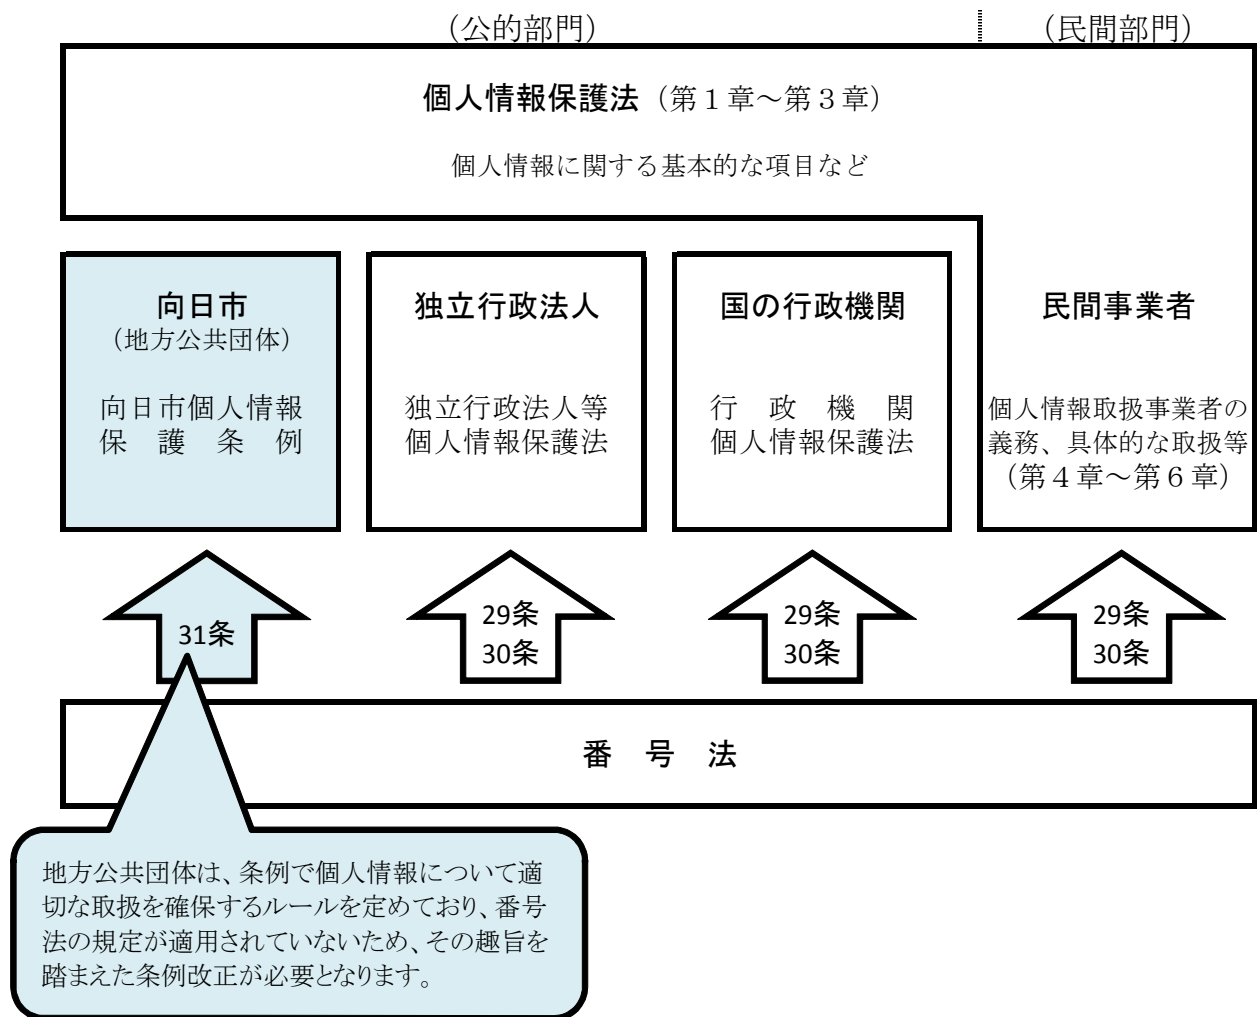 （公的部門）
（民間部門）
個人情報保護法（第１章～第３章）
個人情報に関する基本的な項目など
向日市
（地方公共団体）
向日市個人情報
保護条例
独立行政法人
独立行政法人等
個人情報保護法
国の行政機関
行政機関
個人情報保護法
民間事業者
個人情報取扱事業者の
義務、具体的な取扱等
（第４章～第６章）
31条
29条
30条
29条
30条
29条
30条
番号法
地方公共団体は、条例で個人情報について適
切な取扱を確保するルールを定めており、番号
法の規定が適用されていないため、その趣旨を
踏まえた条例改正が必要となります。